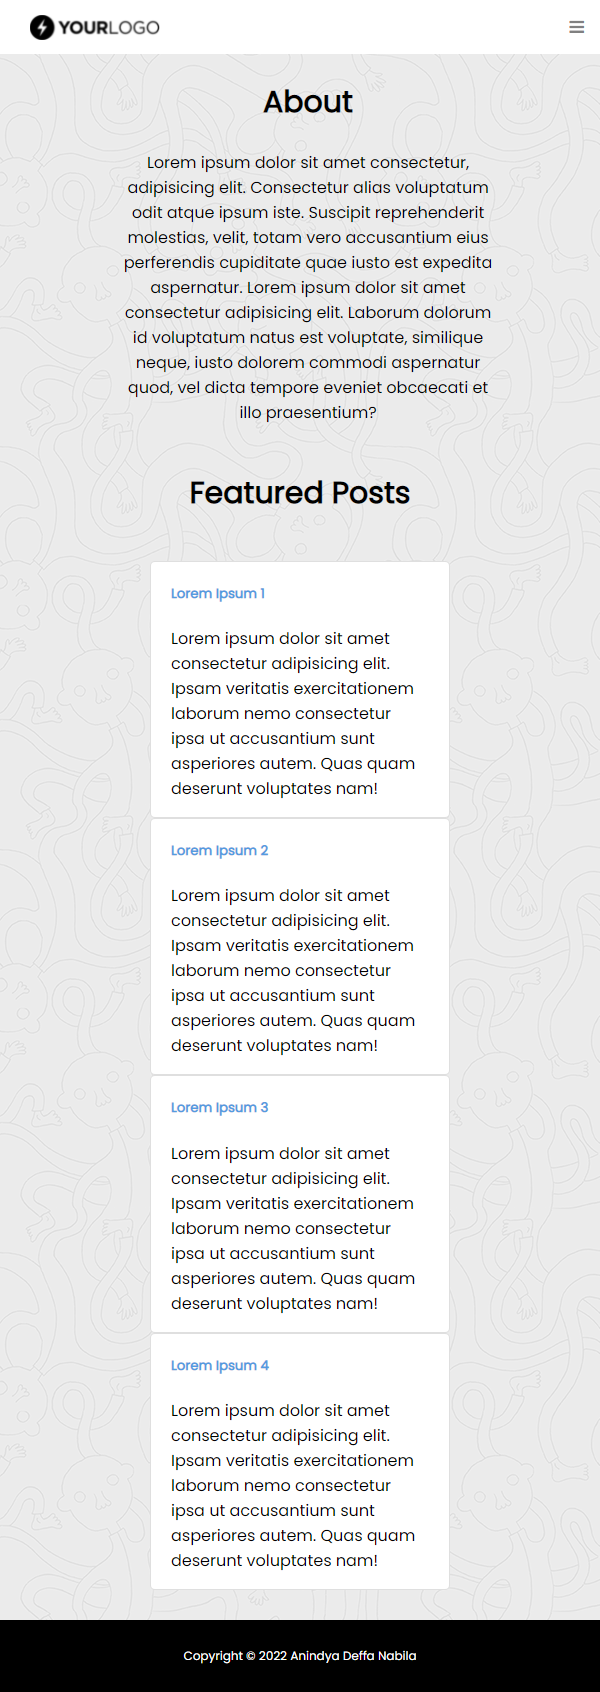 YOURLOGO
About
Lorem ipsum dolor sit amet consectetur,
adipisicing elit. Consectetur alias voluptatum
odit atque ipsum iste. Suscipit reprehenderit
molestias, velit, totam vero accusantium eius
perferendis cupiditate quae iusto est expedita
aspernatur. Lorem ipsum dolor sit amet
consectetur adipisicing elit. Laborum dolorum
id voluptatum natus est voluptate, similique
neque, iusto dolorem commodi aspernatur
quod, vel dicta tempore eveniet obcaecati et
illo praesentium?
Featured Posts
Lorem Ipsum 1
Lorem ipsum dolor sit amet
consectetur adipisicing elit.
Ipsam veritatis exercitationem
laborum nemo consectetur
ipsa ut accusantium sunt
asperiores autem. Quas quam
deserunt voluptates nam!
Lorem Ipsum 2
Lorem ipsum dolor sit amet
consectetur adipisicing elit.
Ipsam veritatis exercitationem
laborum nemo consectetur
ipsa ut accusantium sunt
asperiores autem. Quas quam
deserunt voluptates nam!
Lorem Ipsum 3
Lorem ipsum dolor sit amet
consectetur adipisicing elit.
Ipsam veritatis exercitationem
laborum nemo consectetur
ipsa ut accusantium sunt
asperiores autem. Quas quam
deserunt voluptates nam!
Lorem Ipsum 4
Lorem ipsum dolor sit amet
consectetur adipisicing elit.
Ipsam veritatis exercitationem
laborum nemo consectetur
ipsa ut accusantium sunt
asperiores autem. Quas quam
deserunt voluptates nam!
Copyright © 2022 Anindya Deffa Nabila